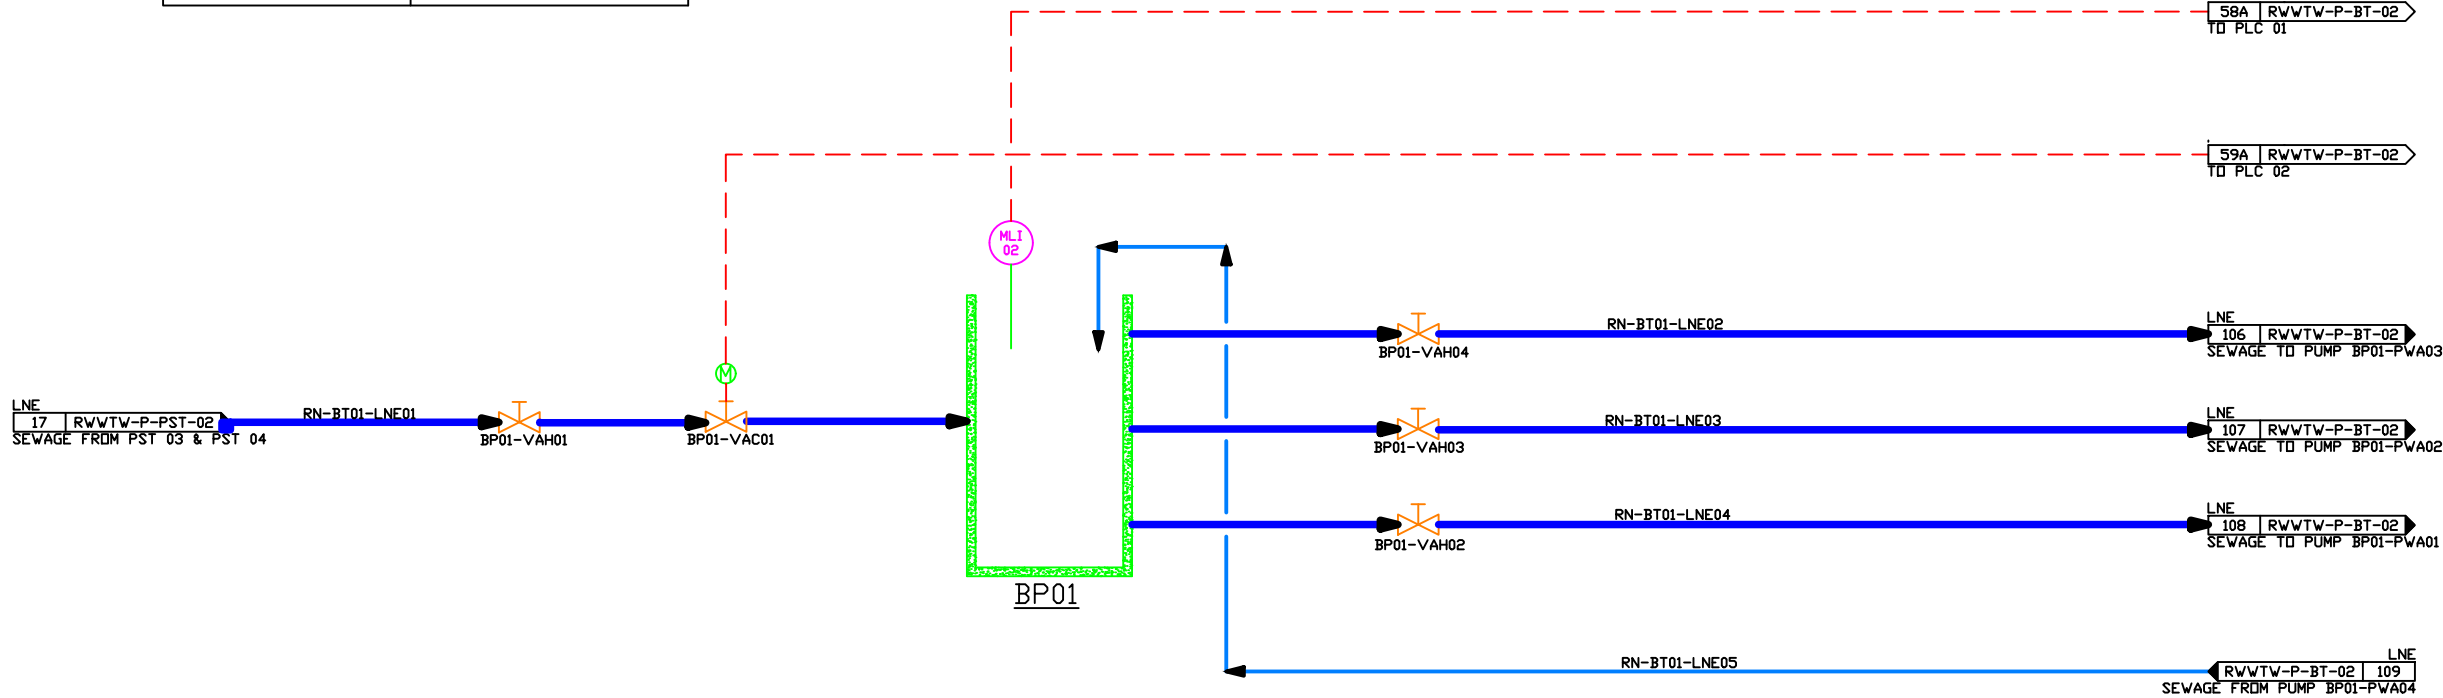 58A RWWTW-P-BT-02
TO PLC 01
59A RWWTW-P-BT-02
TO PLC 02
MLI
02
RN-BT01-LNE02
LNE
106 RWWTW-P-BT-02
SEWAGE TO PUMP BP01-PWA03
BP01-VAH04
M
LNE
17 RWWTW-P-PST-02
SEWAGE FROM PST 03 & PST 04
RN-BT01-LNE01
BP01-VAH01
BP01-VAC01
RN-BT01-LNE03
BP01-VAH03
LNE
107 RWWTW-P-BT-02
SEWAGE TO PUMP BP01-PWA02
RN-BT01-LNE04
BP01-VAH02
LNE
108 RWWTW-P-BT-02
SEWAGE TO PUMP BP01-PWA01
BP01
RN-BT01-LNE05
LNE
RWWTW-P-BT-02 109
SEWAGE FROM PUMP BP01-PWA04